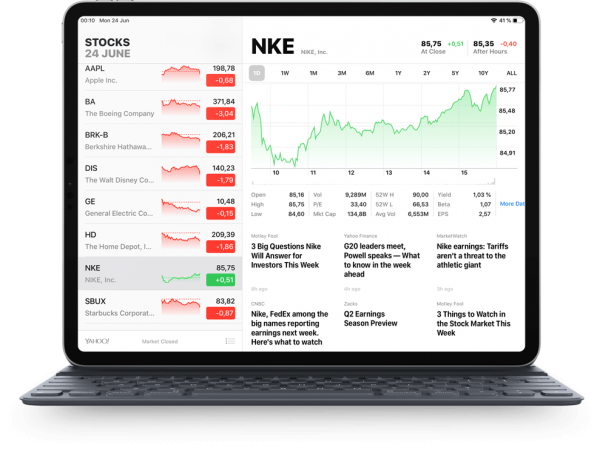 00:10 Mon 24 Jun
41 %
STOCKS
24 JUNE
AAPL 198,78
Apple Inc. -0,68
BA 371,84
The Boeing Company -3,04
BRK-B 206,21
Berkshire Hathawa... -1,83
DIS 140,23
The Walt Disney Co... -1,79
GE 10,48
General Electric Co... -0,15
HD 209,39
The Home Depot, I... -1,86
NKE 85,75
NIKE, Inc. +0,51
SBUX 83,82
Starbucks Corporat... -0,87
YAHOO! Market Closed
NKE NIKE, Inc.
85,75 +0,51 85,35 -0,40
At Close After Hours
1D 1W 1M 3M 6M 1Y 2Y 5Y 10Y ALL
85,77
85,48
85,20
84,91
10 11 12 13 14 15
Open 85,16 Vol 9,289M 52W H 90,00 Yield 1,03 %
High 85,75 P/E 33,40 52W L 66,53 Beta 1,07 More Dat
Low 84,60 Mkt Cap 134,8B Avg Vol 6,553M EPS 2,57
Motley Fool
3 Big Questions Nike
Will Answer for
Investors This Week
8h ago
Yahoo Finance
G20 leaders meet,
Powell speaks — What
to know in the week
ahead
MarketWatch
Nike earnings: Tariffs
aren't a threat to the
athletic giant
CNBC
Nike, FedEx among the
big names reporting
earnings next week.
Here's what to watch
Zacks
Q2 Earnings
Season Preview
Motley Fool
3 Things to Watch in
the Stock Market This
Week